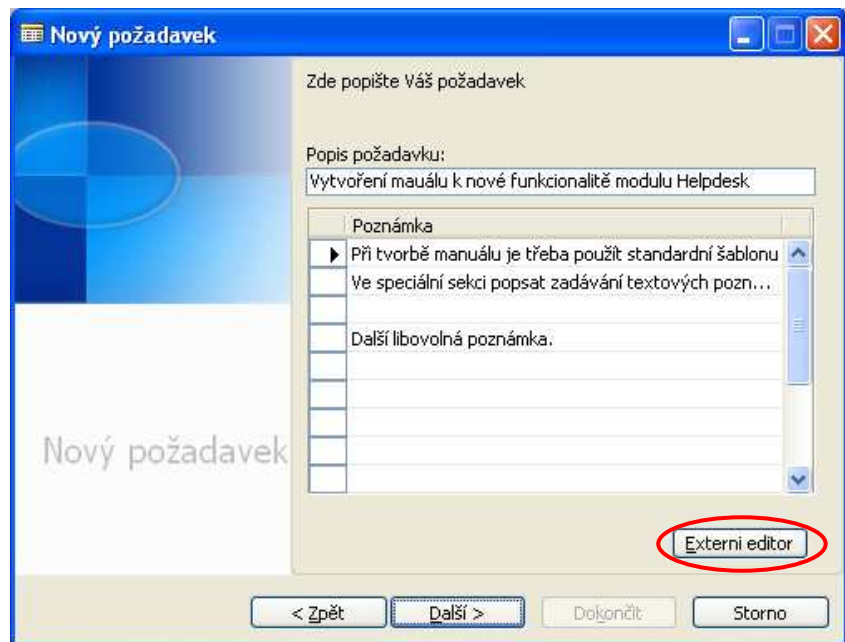 Nový požadavek
Zde popište Váš požadavek
Popis požadavku:
Vytvoření mauálu k nové funkcionalitě modulu Helpdesk
Poznámka
Při tvorbě manuálu je třeba použít standardní šablonu
Ve speciální sekci popsat zadávání textových pozn...
Další libovolná poznámka.
Nový požadavek
Externi editor
< Zpět
Další >
Dokončit
Storno